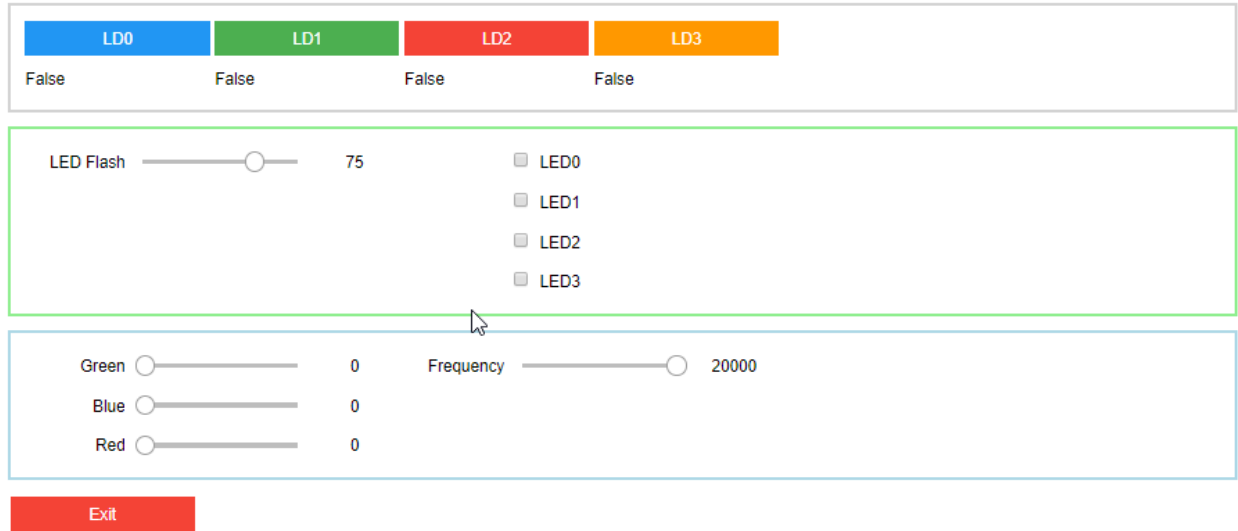 LD0 LD1 LD2 LD3
False False False False
LED Flash 75 LED0
LED1
LED2
LED3
Green 0 Frequency 20000
Blue 0
Red 0
Exit